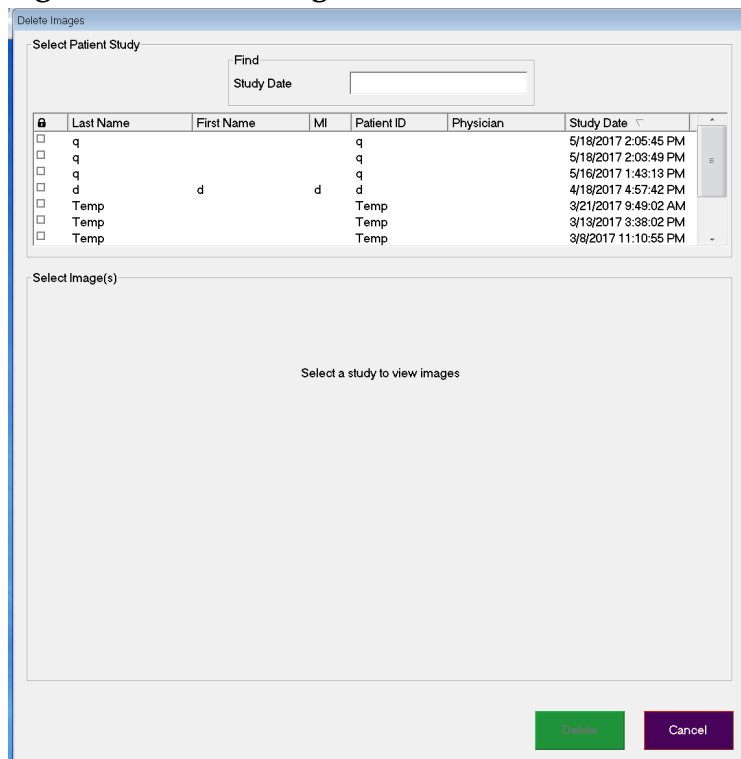 Delete Images
Select Patient Study
Find
Study Date
Last Name First Name MI Patient ID Physician Study Date
q q 5/18/2017 2:05:45 PM
q q 5/18/2017 2:03:49 PM
q q 5/16/2017 1:43:13 PM
d d d d 4/18/2017 4:57:42 PM
Temp Temp 3/21/2017 9:49:02 AM
Temp Temp 3/13/2017 3:38:02 PM
Temp Temp 3/8/2017 11:10:55 PM
Select Image(s)
Select a study to view images
Delete Cancel